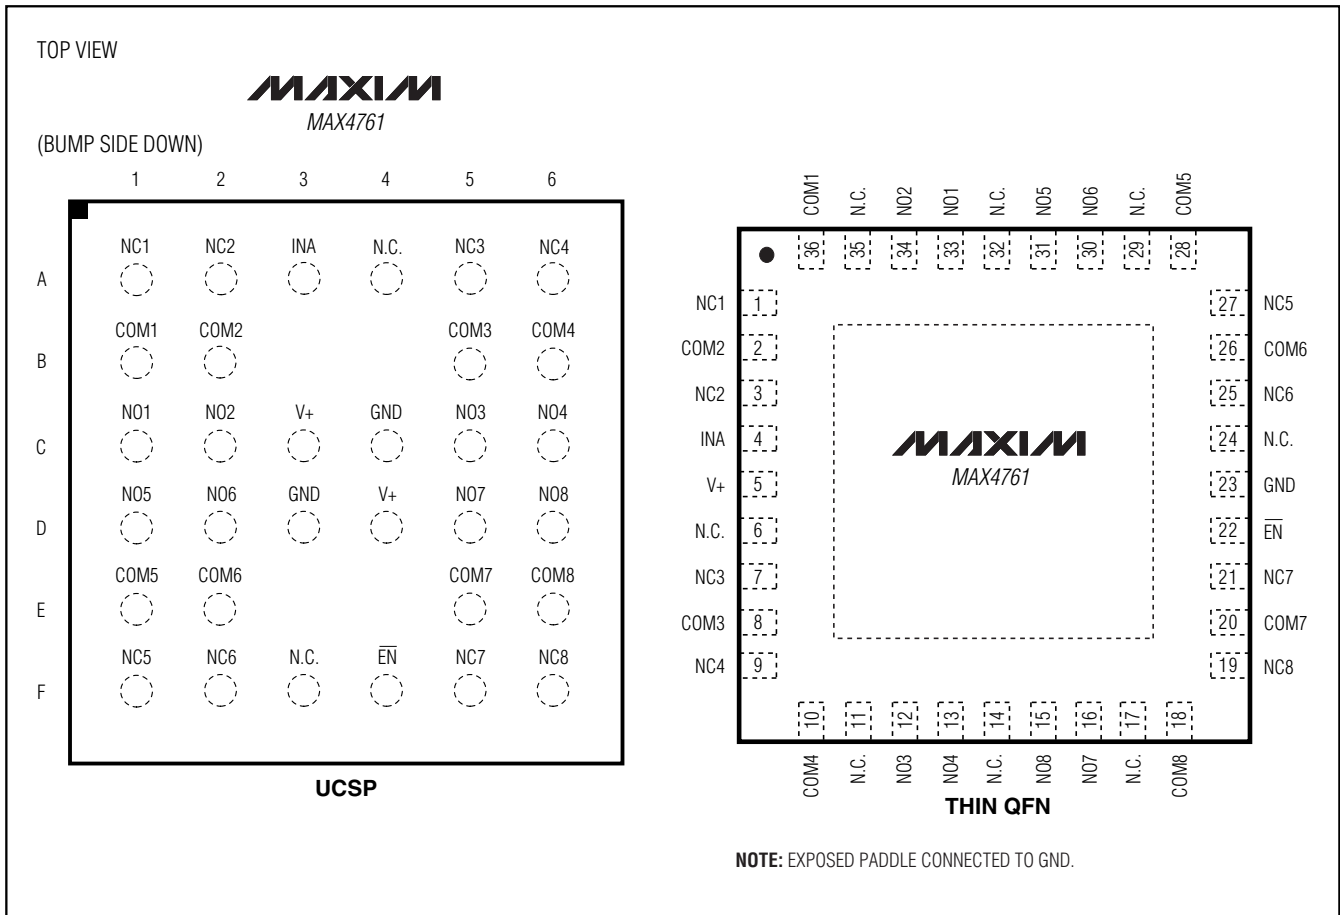 TOP VIEW
MAXIM
MAX4761
(BUMP SIDE DOWN)
1 2 3 4 5 6
NC1 NC2 INA N.C. NC3 NC4
A
COM1 COM2 COM3 COM4
B
NO1 NO2 V+ GND NO3 NO4
C
NO5 NO6 GND V+ NO7 NO8
D
COM5 COM6 COM7 COM8
E
NC5 NC6 N.C. E̅N̅ NC7 NC8
F
UCSP
COM1 N.C. NO2 NO1 N.C. NO5 NO6 N.C. COM5
36 35 34 33 32 31 30 29 28
NC1 1 27 NC5
COM2 2 26 COM6
NC2 3 25 NC6
INA 4 24 N.C.
V+ 5 23 GND
N.C. 6 22 E̅N̅
NC3 7 21 NC7
COM3 8 20 COM7
NC4 9 19 NC8
MAXIM
MAX4761
10 11 12 13 14 15 16 17 18
COM4 N.C. NO3 NO4 N.C. NO8 NO7 N.C. COM8
THIN QFN
NOTE: EXPOSED PADDLE CONNECTED TO GND.